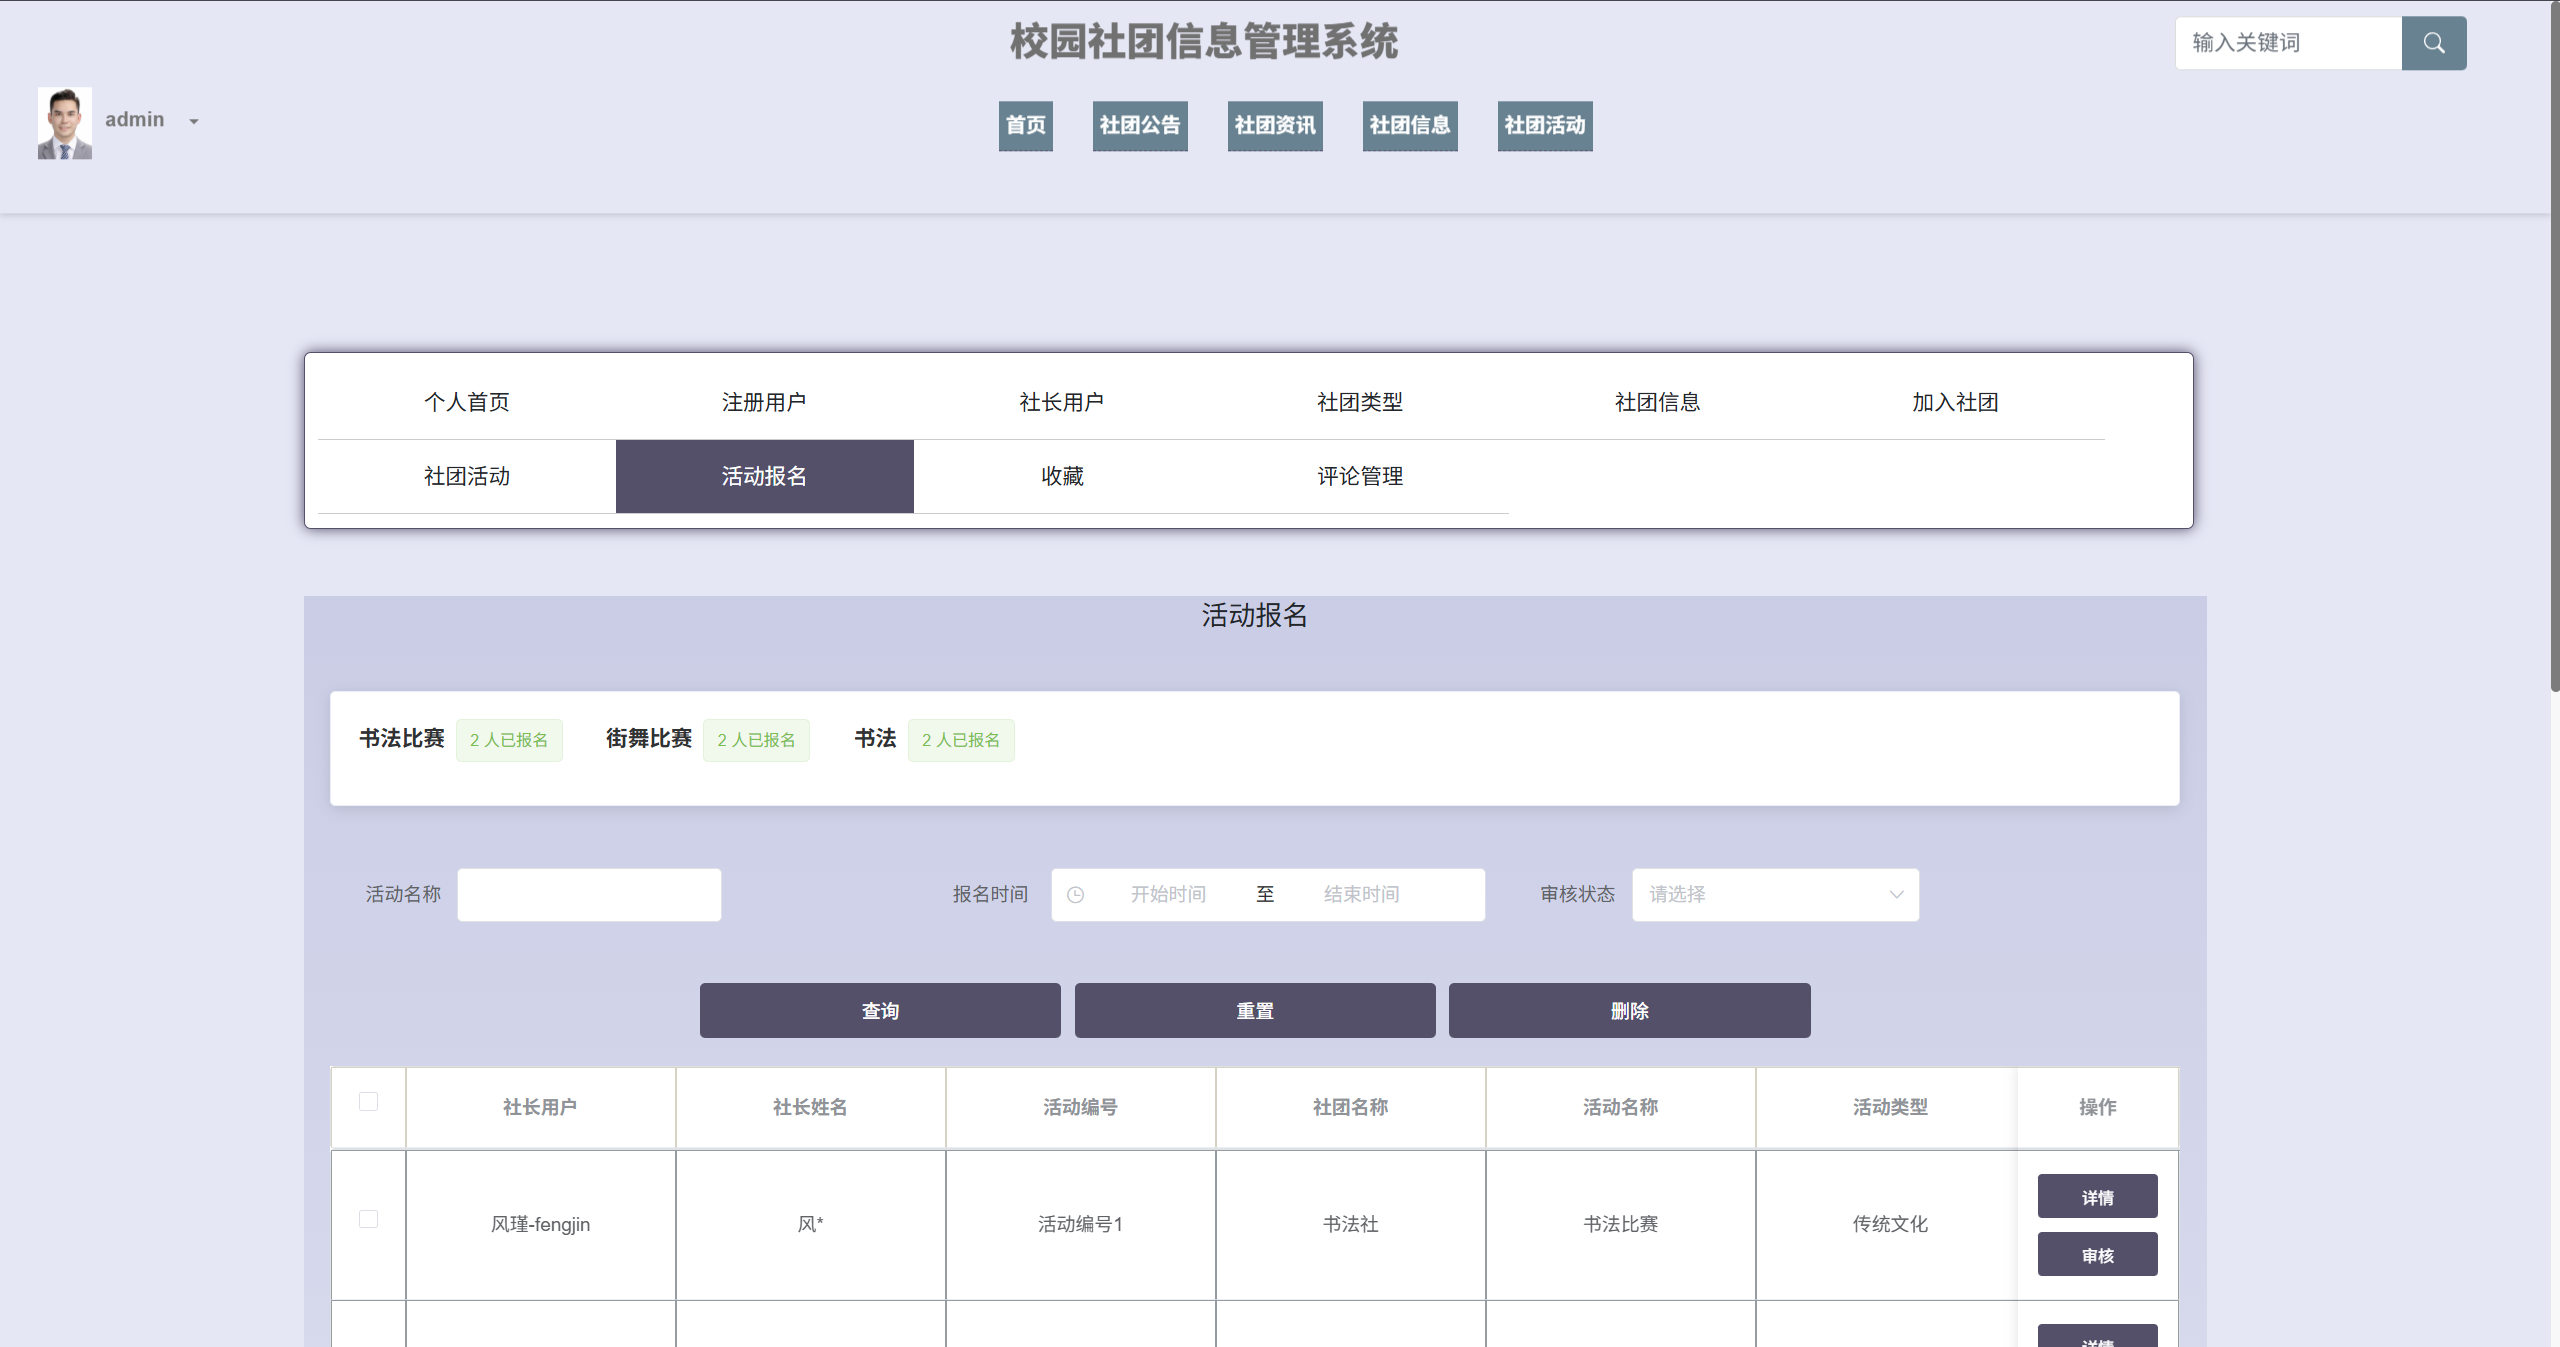 校园社团信息管理系统
输入关键词
admin
首页 社团公告 社团资讯 社团信息 社团活动
个人首页 注册用户 社长用户 社团类型 社团信息 加入社团
社团活动 活动报名 收藏 评论管理
活动报名
书法比赛 2 人已报名 街舞比赛 2 人已报名 书法 2 人已报名
活动名称 报名时间 开始时间 至 结束时间 审核状态 请选择
查询 重置 删除
社长用户 社长姓名 活动编号 社团名称 活动名称 活动类型 操作
风瑾-fengjin 风* 活动编号1 书法社 书法比赛 传统文化 详情
审核
详情